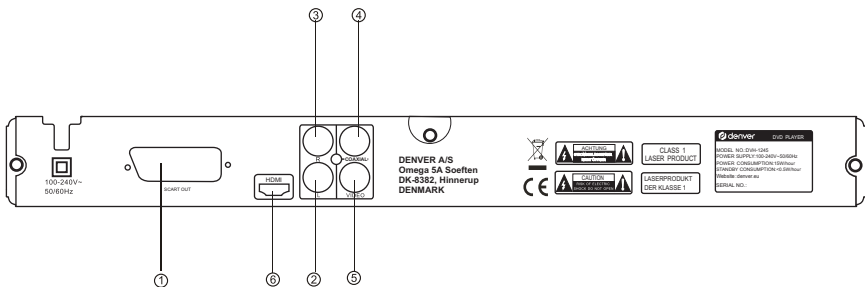 ③ ④
100-240V~
50/60Hz
SCART OUT
HDMI
R
L
COAXIAL
VIDEO
DENVER A/S
Omega 5A Soeften
DK-8382, Hinnerup
DENMARK
CE
ACHTUNG
CAUTION
RISK OF ELECTRIC
SHOCK DO NOT OPEN
CLASS 1
LASER PRODUCT
LASERPRODUKT
DER KLASSE 1
denver DVD PLAYER
MODEL NO.:DVH-1245
POWER SUPPLY:100-240V~50/60Hz
POWER CONSUMPTION:15W/hour
STANDBY CONSUMPTION:<0.5W/hour
Website:denver.eu
SERIAL NO.:
① ⑥ ② ⑤